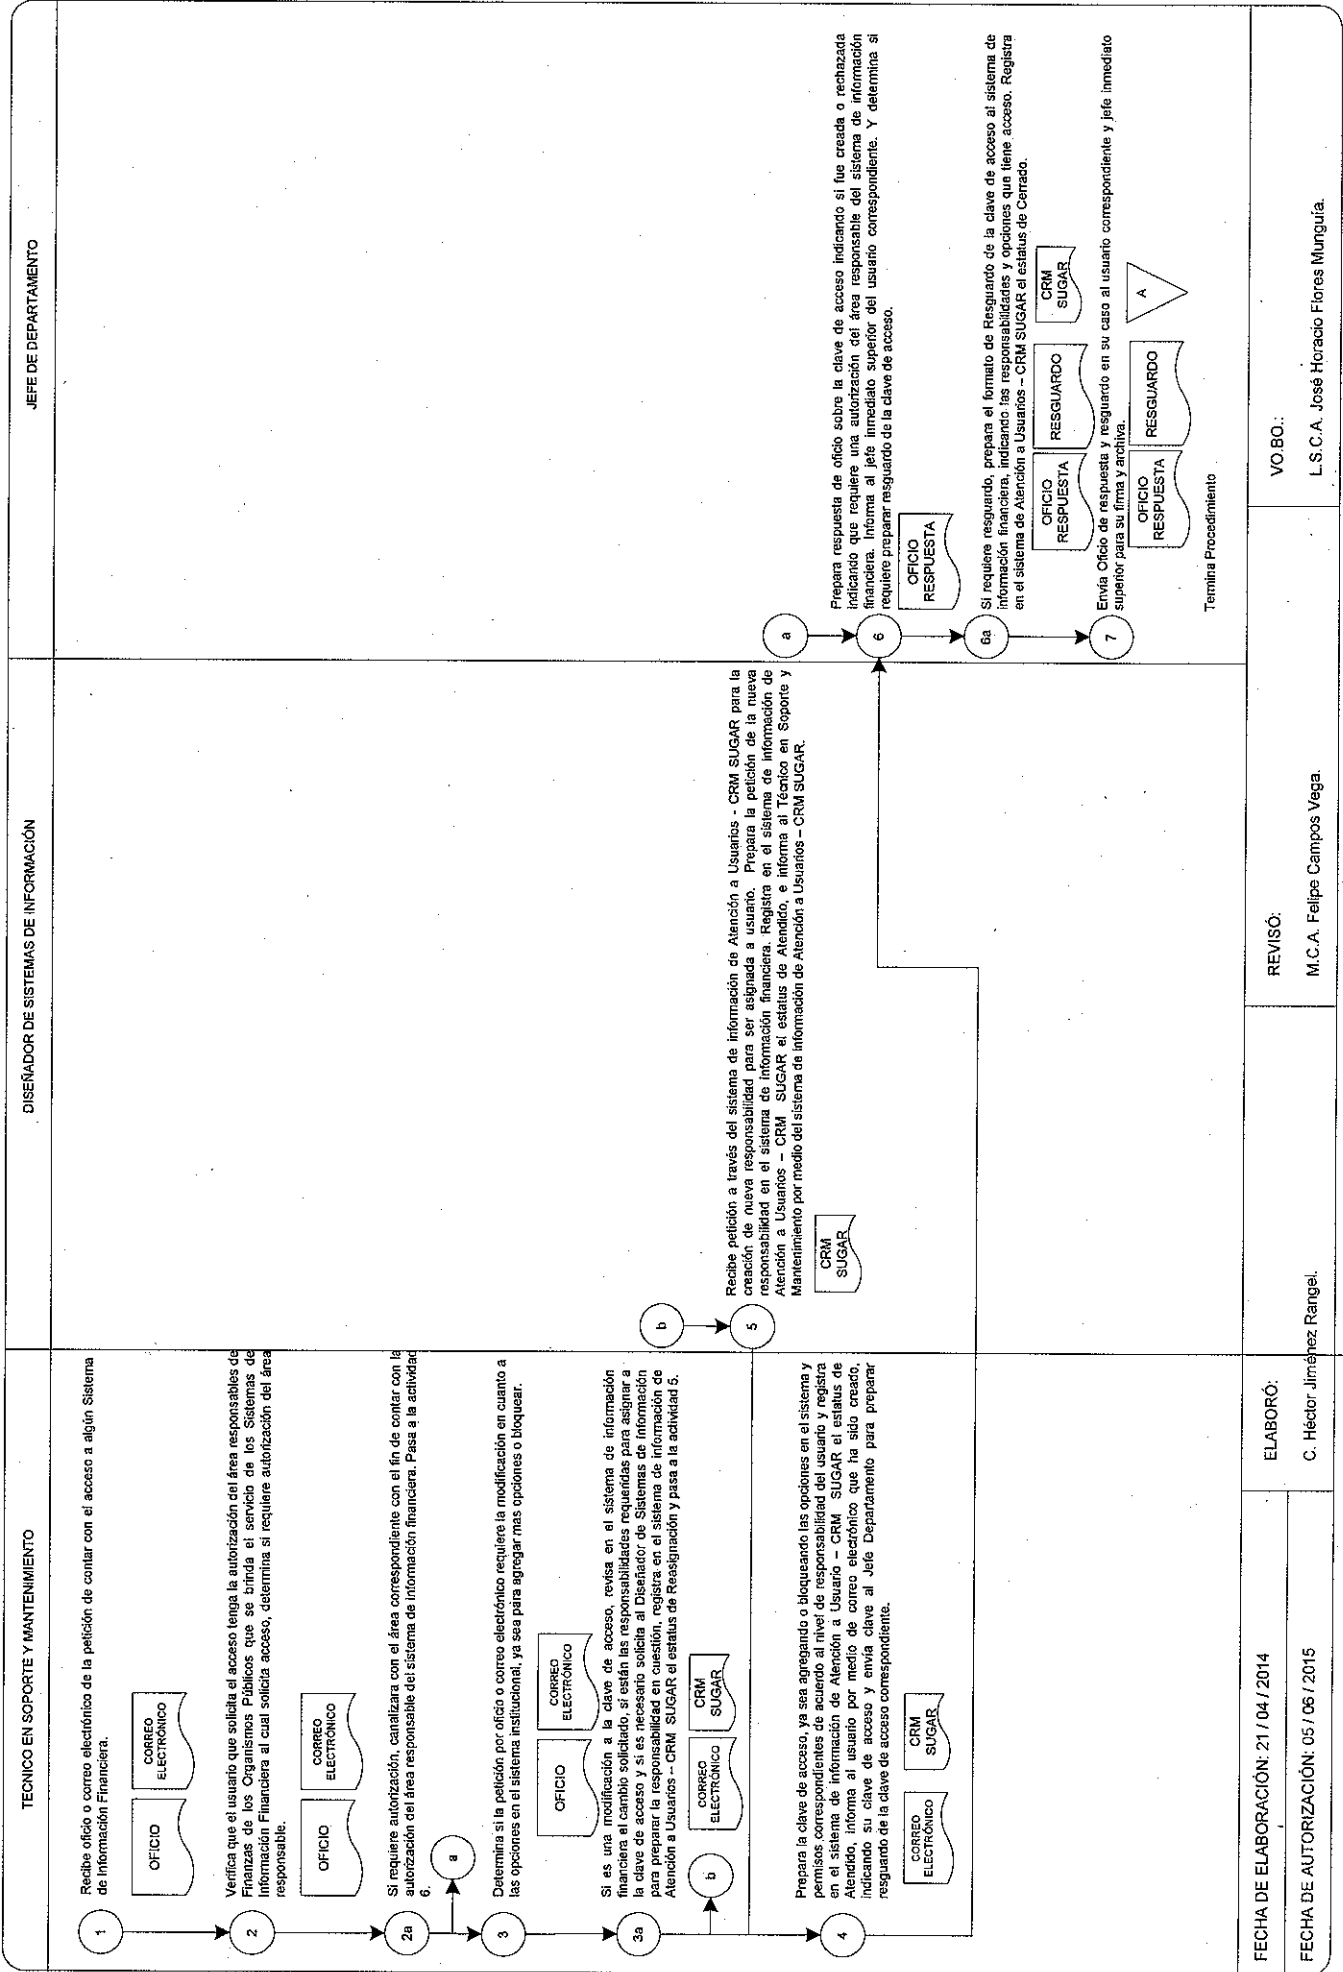 TECNICO EN SOPORTE Y MANTENIMIENTO
DISEÑADOR DE SISTEMAS DE INFORMACIÓN
JEFE DE DEPARTAMENTO
1
Recibe oficio o correo electrónico de la petición de contar con el acceso a algún Sistema
de Información Financiera.
OFICIO
CORREO
ELECTRÓNICO
2
Verifica que el usuario que solicita el acceso tenga la autorización del área responsables de
Finanzas de los Organismos Públicos que se brinda el servicio de los Sistemas de
Información Financiera al cual solicita acceso, determina si requiere autorización del área
responsable.
OFICIO
CORREO
ELECTRÓNICO
2a
Si requiere autorización, canalizara con el área correspondiente con el fin de contar con la
autorización del área responsable del sistema de información financiera. Pasa a la actividad
6.
a
3
Determina si la petición por oficio o correo electrónico requiere la modificación en cuanto a
las opciones en el sistema institucional, ya sea para agregar mas opciones o bloquear.
OFICIO
CORREO
ELECTRÓNICO
3a
Si es una modificación a la clave de acceso, revisa en el sistema de información
financiera el cambio solicitado, si están las responsabilidades requeridas para asignar a
la clave de acceso y si es necesario solicita al Diseñador de Sistemas de Información
para preparar la responsabilidad en cuestión, registra en el sistema de información de
Atención a Usuarios – CRM SUGAR el estatus de Reasignación y pasa a la actividad 5.
b
CORREO
ELECTRÓNICO
CRM
SUGAR
4
Prepara la clave de acceso, ya sea agregando o bloqueando las opciones en el sistema y
permisos correspondientes de acuerdo al nivel de responsabilidad del usuario y registra
en el sistema de información de Atención a Usuario – CRM SUGAR el estatus de
Atendido, informa al usuario por medio de correo electrónico que ha sido creado,
indicando su clave de acceso y envía clave al Jefe Departamento para preparar
resguardo de la clave de acceso correspondiente.
CORREO
ELECTRÓNICO
CRM
SUGAR
b
5
Recibe petición a través del sistema de información de Atención a Usuarios - CRM SUGAR para la
creación de nueva responsabilidad para ser asignada a usuario. Prepara la petición de la nueva
responsabilidad en el sistema de información financiera. Registra en el sistema de información de
Atención a Usuarios – CRM SUGAR el estatus de Atendido, e informa al Técnico en Soporte y
Mantenimiento por medio del sistema de información de Atención a Usuarios – CRM SUGAR.
CRM
SUGAR
a
6
Prepara respuesta de oficio sobre la clave de acceso indicando si fue creada o rechazada
indicando que requiere una autorización del área responsable del sistema de información
financiera. Informa al jefe inmediato superior del usuario correspondiente. Y determina si
requiere preparar resguardo de la clave de acceso.
OFICIO
RESPUESTA
6a
Si requiere resguardo, prepara el formato de Resguardo de la clave de acceso al sistema de
información financiera, indicando las responsabilidades y opciones que tiene acceso. Registra
en el sistema de Atención a Usuarios – CRM SUGAR el estatus de Cerrado.
OFICIO
RESPUESTA
RESGUARDO
CRM
SUGAR
7
Envía Oficio de respuesta y resguardo en su caso al usuario correspondiente y jefe inmediato
superior para su firma y archiva.
OFICIO
RESPUESTA
RESGUARDO
A
Termina Procedimiento
FECHA DE ELABORACIÓN: 21 / 04 / 2014
FECHA DE AUTORIZACIÓN: 05 / 06 / 2015
ELABORÓ:
C. Héctor Jiménez Rangel.
REVISÓ:
M.C.A. Felipe Campos Vega.
VO.BO.:
L.S.C.A. José Horacio Flores Munguía.